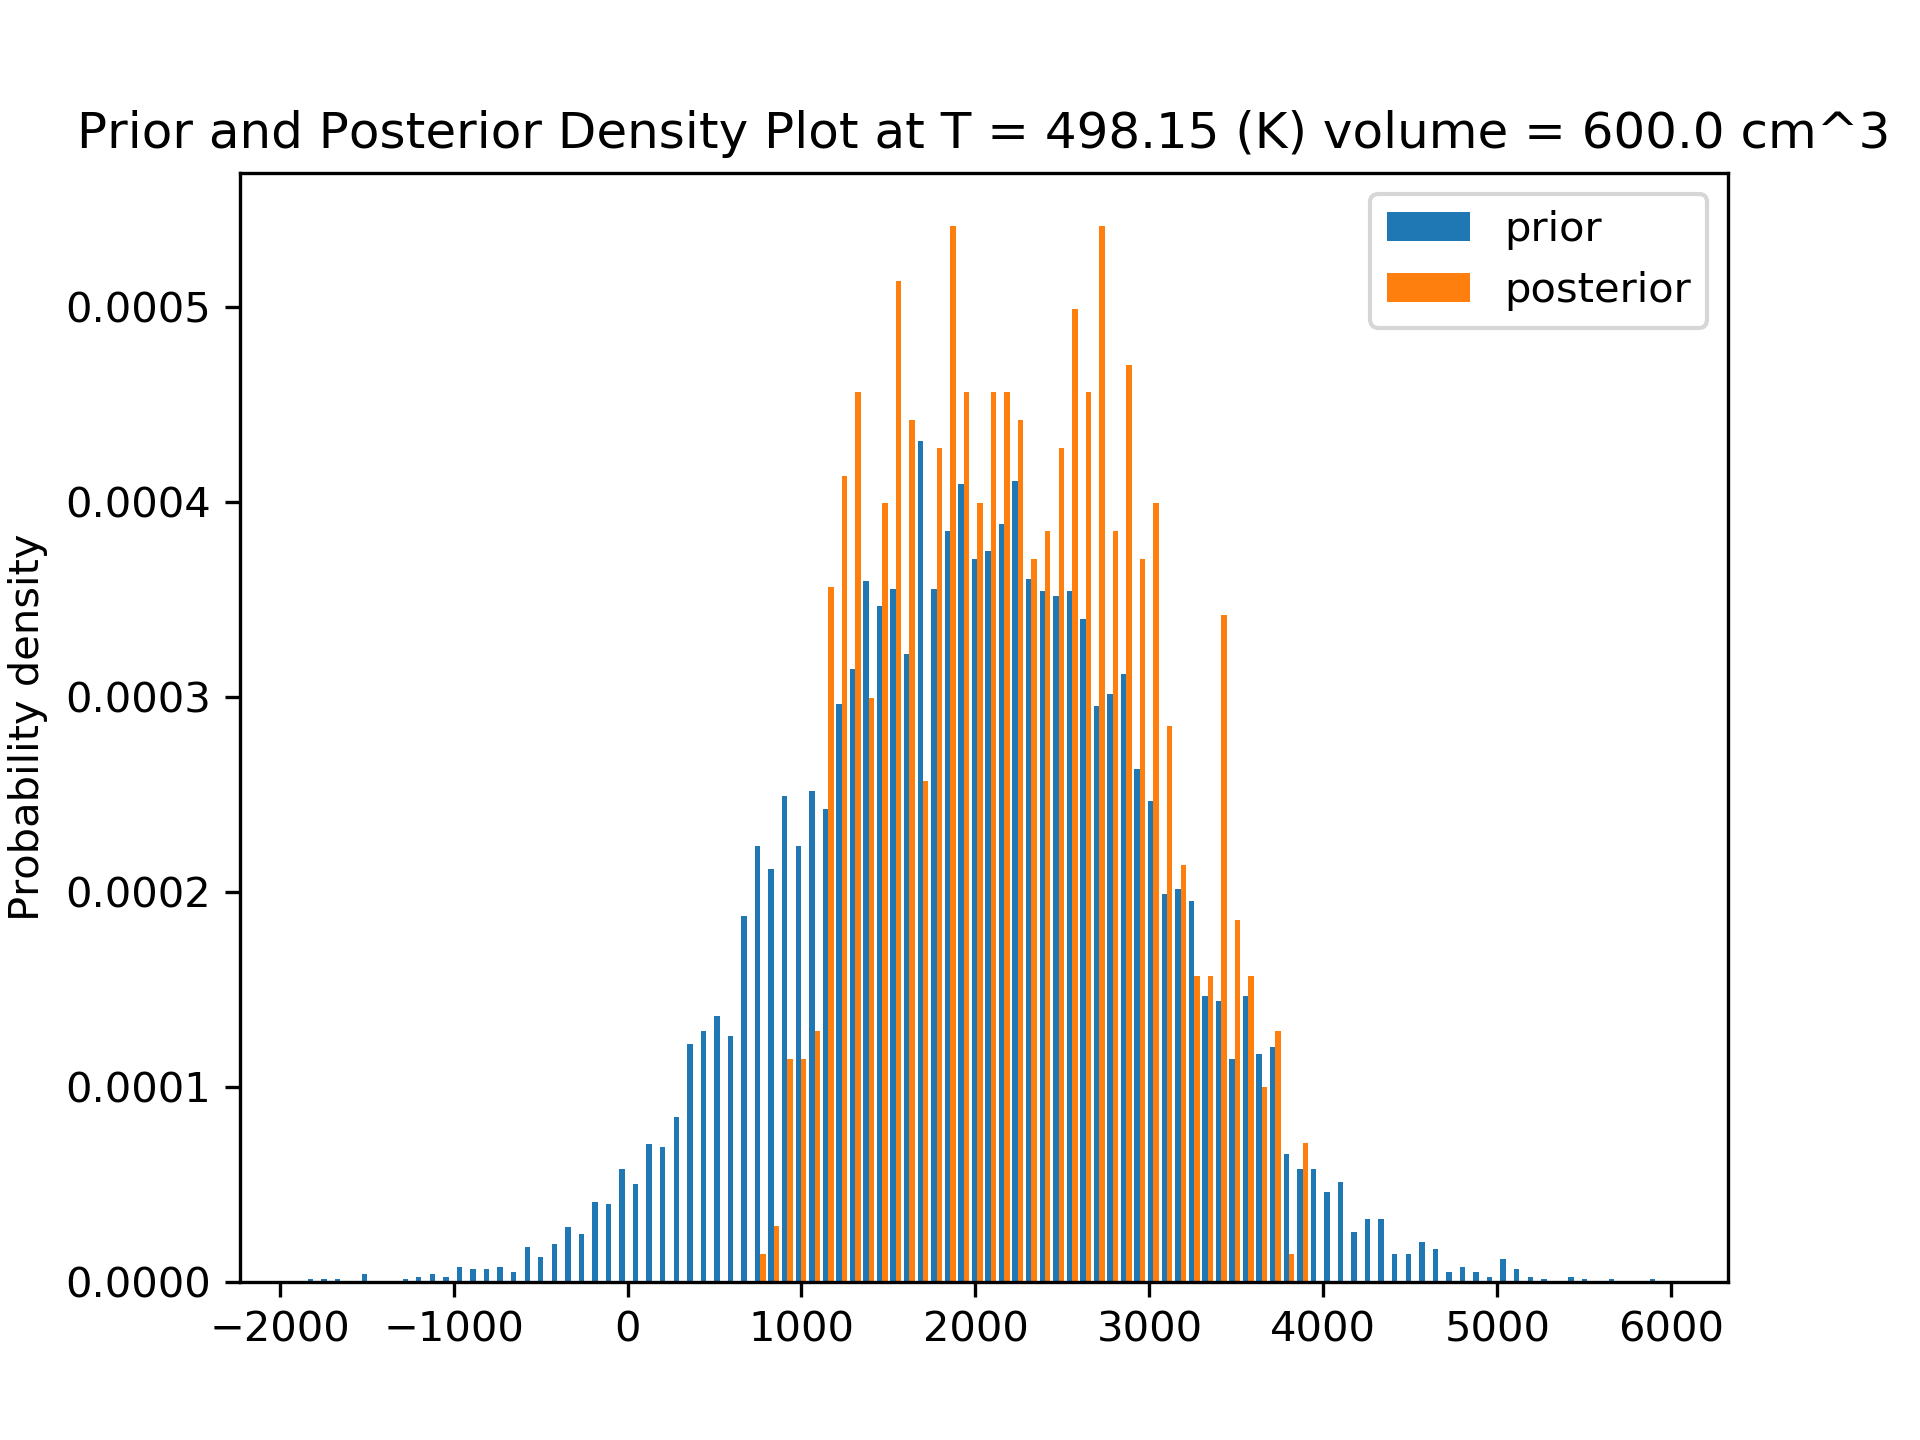 Prior and Posterior Density Plot at T = 498.15 (K) volume = 600.0 cm^3
prior
posterior
Probability density
0.0005
0.0004
0.0003
0.0002
0.0001
0.0000
−2000 −1000 0 1000 2000 3000 4000 5000 6000